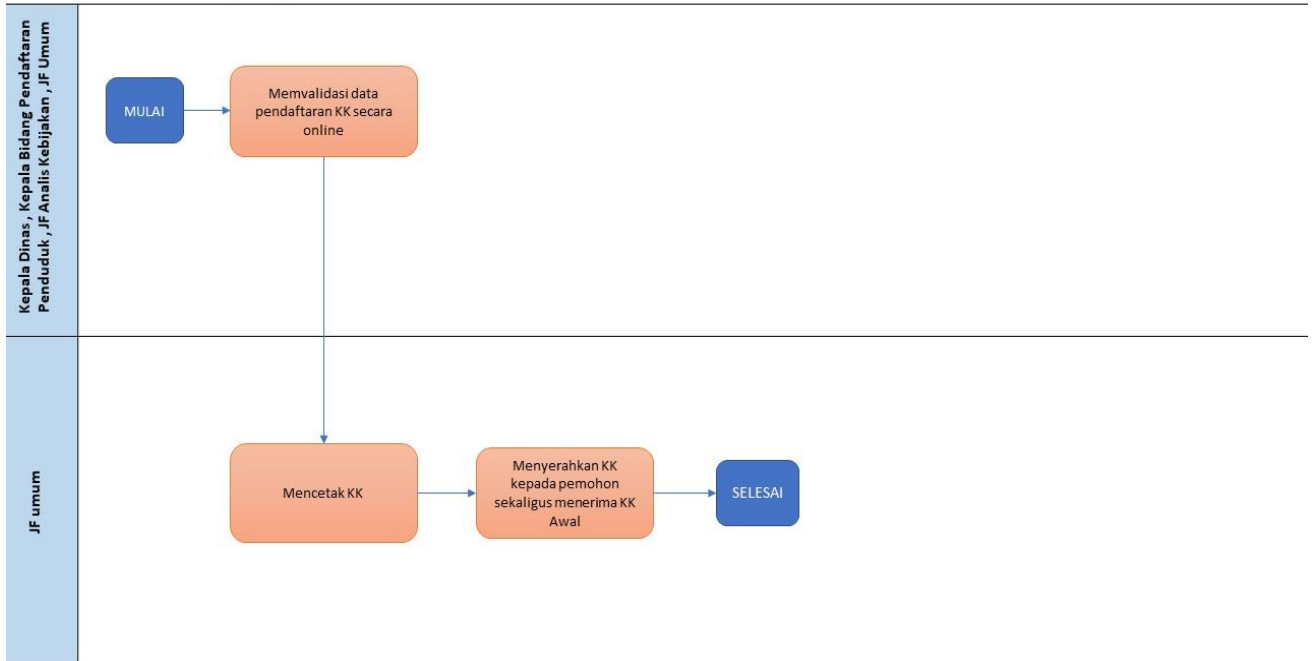 Kepala Dinas , Kepala Bidang Pendaftaran
Penduduk , JF Analis Kebijakan , JF Umum
MULAI
Memvalidasi data
pendaftaran KK secara
online
JF umum
Mencetak KK
Menyerahkan KK
kepada pemohon
sekaligus menerima KK
Awal
SELESAI